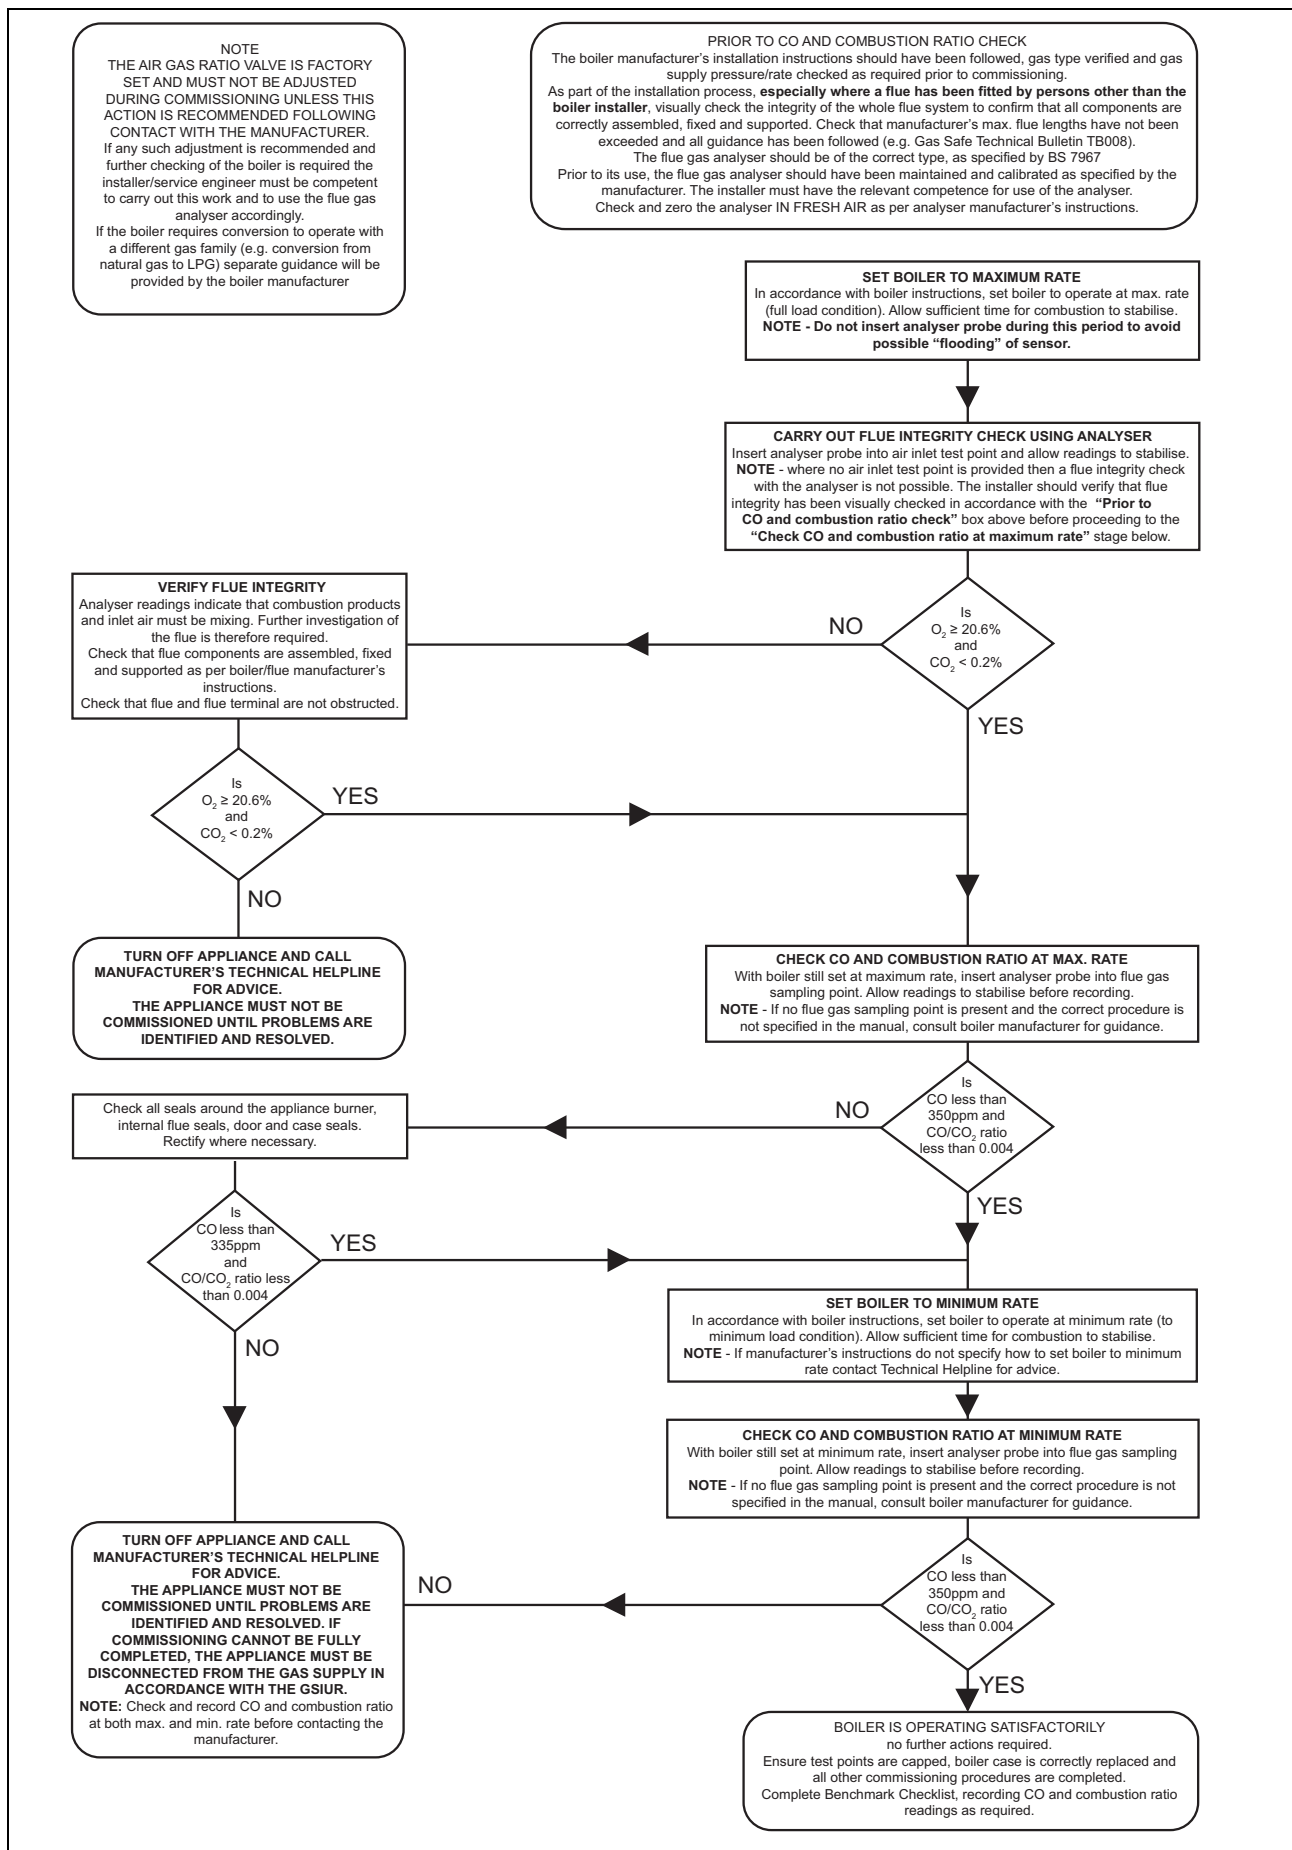 NOTE
THE AIR GAS RATIO VALVE IS FACTORY
SET AND MUST NOT BE ADJUSTED
DURING COMMISSIONING UNLESS THIS
ACTION IS RECOMMENDED FOLLOWING
CONTACT WITH THE MANUFACTURER.
If any such adjustment is recommended and
further checking of the boiler is required the
installer/service engineer must be competent
to carry out this work and to use the flue gas
analyser accordingly.
If the boiler requires conversion to operate with
a different gas family (e.g. conversion from
natural gas to LPG) separate guidance will be
provided by the boiler manufacturer
PRIOR TO CO AND COMBUSTION RATIO CHECK
The boiler manufacturer's installation instructions should have been followed, gas type verified and gas
supply pressure/rate checked as required prior to commissioning.
As part of the installation process, especially where a flue has been fitted by persons other than the
boiler installer, visually check the integrity of the whole flue system to confirm that all components are
correctly assembled, fixed and supported. Check that manufacturer's max. flue lengths have not been
exceeded and all guidance has been followed (e.g. Gas Safe Technical Bulletin TB008).
The flue gas analyser should be of the correct type, as specified by BS 7967
Prior to its use, the flue gas analyser should have been maintained and calibrated as specified by the
manufacturer. The installer must have the relevant competence for use of the analyser.
Check and zero the analyser IN FRESH AIR as per analyser manufacturer's instructions.
SET BOILER TO MAXIMUM RATE
In accordance with boiler instructions, set boiler to operate at max. rate
(full load condition). Allow sufficient time for combustion to stabilise.
NOTE - Do not insert analyser probe during this period to avoid
possible “flooding” of sensor.
CARRY OUT FLUE INTEGRITY CHECK USING ANALYSER
Insert analyser probe into air inlet test point and allow readings to stabilise.
NOTE - where no air inlet test point is provided then a flue integrity check
with the analyser is not possible. The installer should verify that flue
integrity has been visually checked in accordance with the “Prior to
CO and combustion ratio check” box above before proceeding to the
“Check CO and combustion ratio at maximum rate” stage below.
Is
O₂ ≥ 20.6%
and
CO₂ < 0.2%
NO
YES
VERIFY FLUE INTEGRITY
Analyser readings indicate that combustion products
and inlet air must be mixing. Further investigation of
the flue is therefore required.
Check that flue components are assembled, fixed
and supported as per boiler/flue manufacturer's
instructions.
Check that flue and flue terminal are not obstructed.
Is
O₂ ≥ 20.6%
and
CO₂ < 0.2%
YES
NO
TURN OFF APPLIANCE AND CALL
MANUFACTURER'S TECHNICAL HELPLINE
FOR ADVICE.
THE APPLIANCE MUST NOT BE
COMMISSIONED UNTIL PROBLEMS ARE
IDENTIFIED AND RESOLVED.
CHECK CO AND COMBUSTION RATIO AT MAX. RATE
With boiler still set at maximum rate, insert analyser probe into flue gas
sampling point. Allow readings to stabilise before recording.
NOTE - If no flue gas sampling point is present and the correct procedure is
not specified in the manual, consult boiler manufacturer for guidance.
Is
CO less than
350ppm and
CO/CO₂ ratio
less than 0.004
NO
YES
Check all seals around the appliance burner,
internal flue seals, door and case seals.
Rectify where necessary.
Is
CO less than
335ppm
and
CO/CO₂ ratio less
than 0.004
YES
NO
SET BOILER TO MINIMUM RATE
In accordance with boiler instructions, set boiler to operate at minimum rate (to
minimum load condition). Allow sufficient time for combustion to stabilise.
NOTE - If manufacturer's instructions do not specify how to set boiler to minimum
rate contact Technical Helpline for advice.
CHECK CO AND COMBUSTION RATIO AT MINIMUM RATE
With boiler still set at minimum rate, insert analyser probe into flue gas sampling
point. Allow readings to stabilise before recording.
NOTE - If no flue gas sampling point is present and the correct procedure is not
specified in the manual, consult boiler manufacturer for guidance.
Is
CO less than
350ppm and
CO/CO₂ ratio
less than 0.004
NO
YES
TURN OFF APPLIANCE AND CALL
MANUFACTURER'S TECHNICAL HELPLINE
FOR ADVICE.
THE APPLIANCE MUST NOT BE
COMMISSIONED UNTIL PROBLEMS ARE
IDENTIFIED AND RESOLVED. IF
COMMISSIONING CANNOT BE FULLY
COMPLETED, THE APPLIANCE MUST BE
DISCONNECTED FROM THE GAS SUPPLY IN
ACCORDANCE WITH THE GSIUR.
NOTE: Check and record CO and combustion ratio
at both max. and min. rate before contacting the
manufacturer.
BOILER IS OPERATING SATISFACTORILY
no further actions required.
Ensure test points are capped, boiler case is correctly replaced and
all other commissioning procedures are completed.
Complete Benchmark Checklist, recording CO and combustion ratio
readings as required.